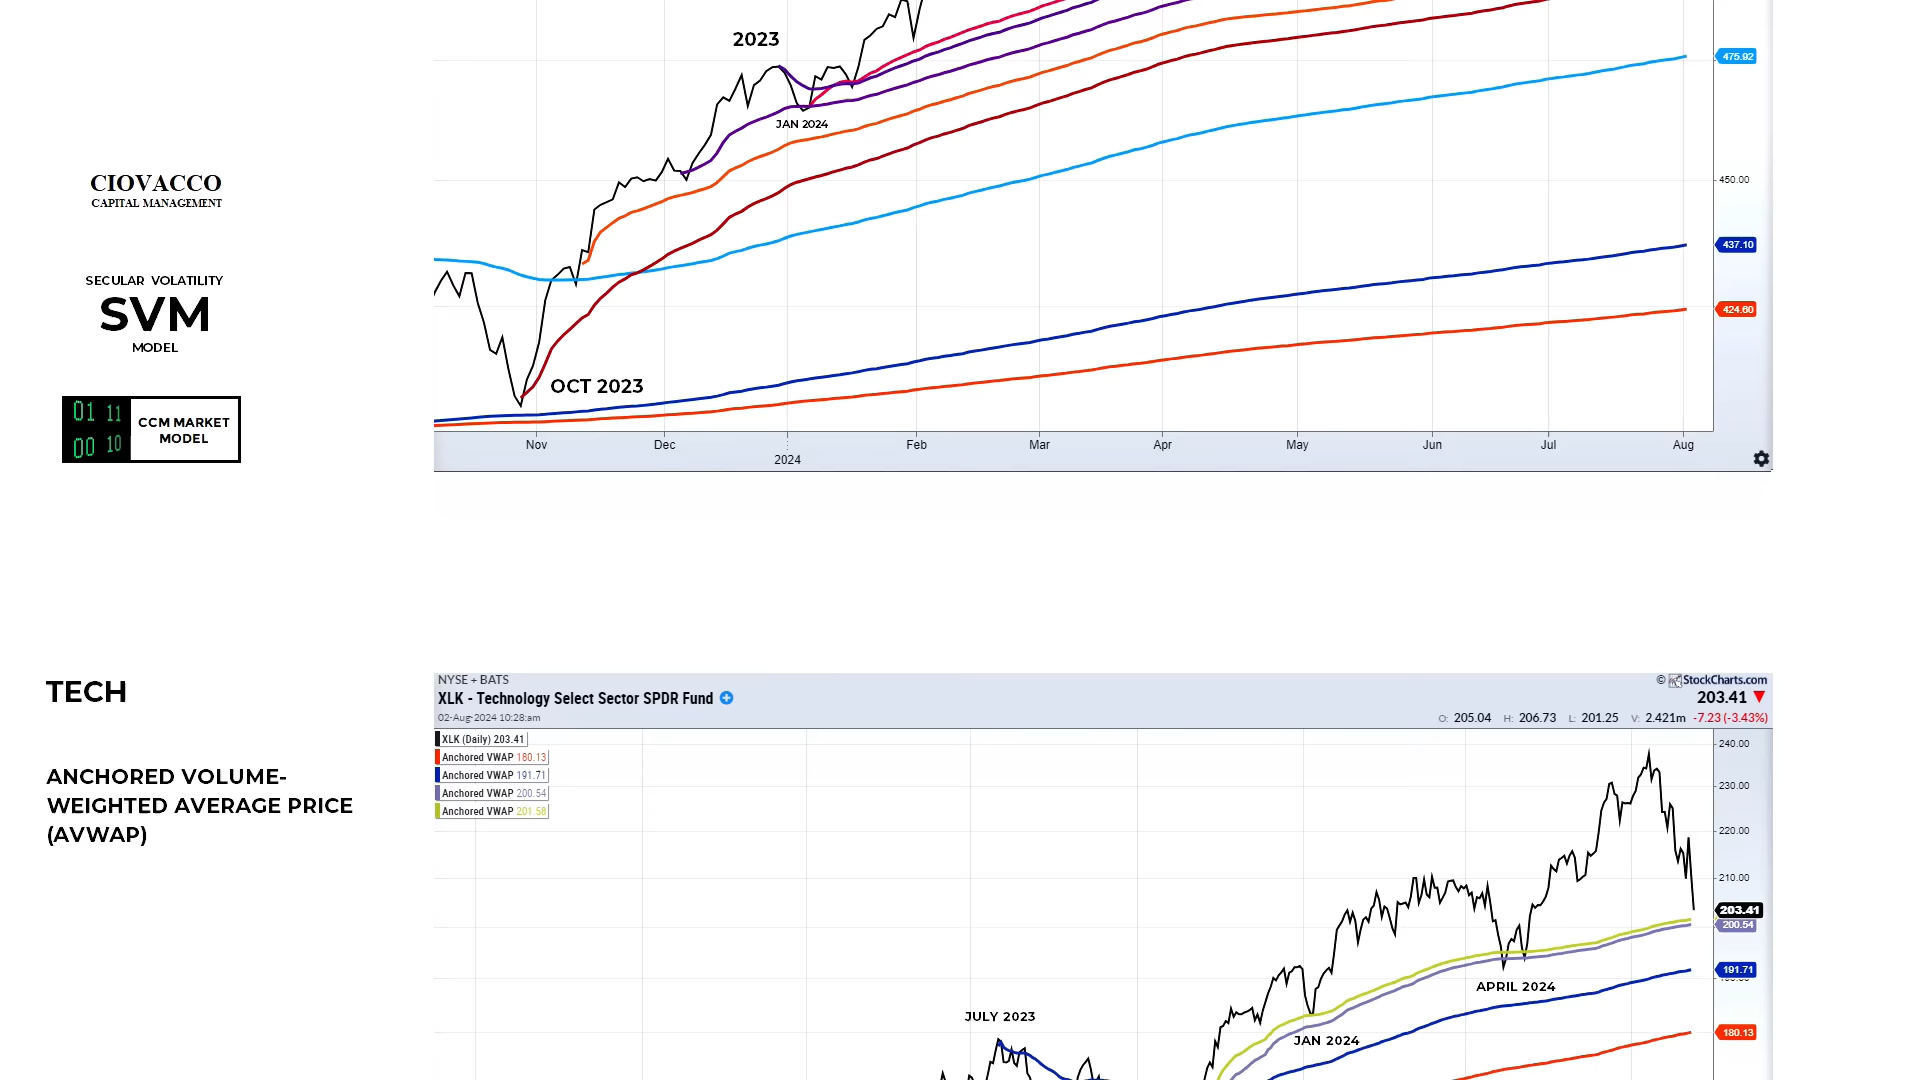 2023
475.92
JAN 2024
CIOVACCO
CAPITAL MANAGEMENT
450.00
437.10
SECULAR VOLATILITY
SVM
MODEL
424.60
OCT 2023
01 11
00 10
CCM MARKET
MODEL
Nov Dec Feb Mar Apr May Jun Jul Aug
2024
TECH
ANCHORED VOLUME-
WEIGHTED AVERAGE PRICE
(AVWAP)
NYSE + BATS
© StockCharts.com
XLK - Technology Select Sector SPDR Fund
203.41
02-Aug-2024 10:28:am
O: 205.04 H: 206.73 L: 201.25 V: 2.421m -7.23 (-3.43%)
XLK (Daily) 203.41
Anchored VWAP 180.13
Anchored VWAP 191.71
Anchored VWAP 200.54
Anchored VWAP 201.58
240.00
230.00
220.00
210.00
203.41
200.54
191.71
180.13
APRIL 2024
JULY 2023
JAN 2024